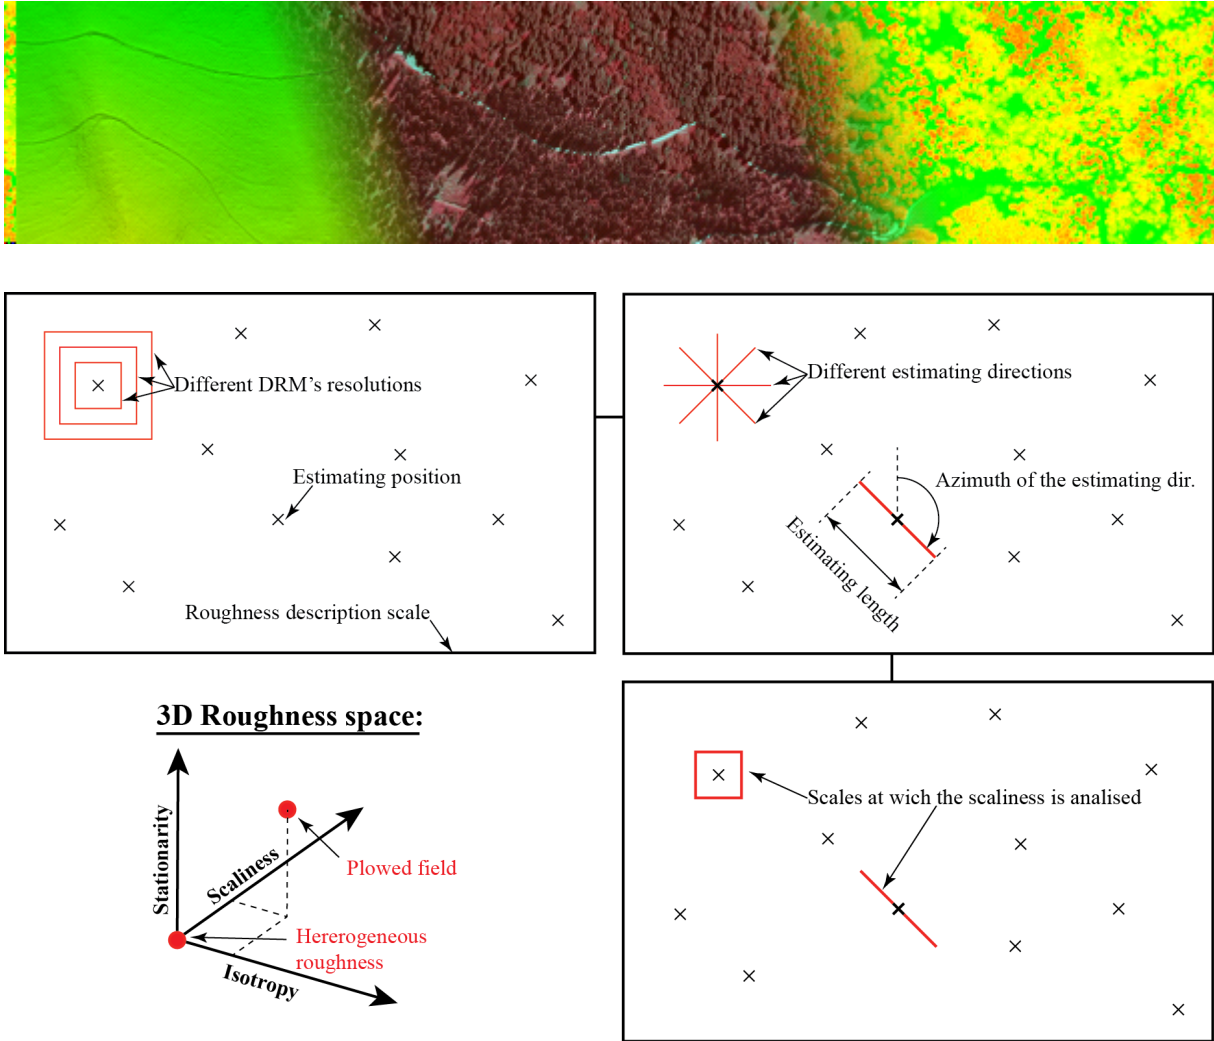 Different DRM's resolutions
Estimating position
Roughness description scale
Different estimating directions
Azimuth of the estimating dir.
Estimating length
3D Roughness space:
Stationarity
Scaliness
Plowed field
Hererogeneous
roughness
Isotropy
Scales at wich the scaliness is analised